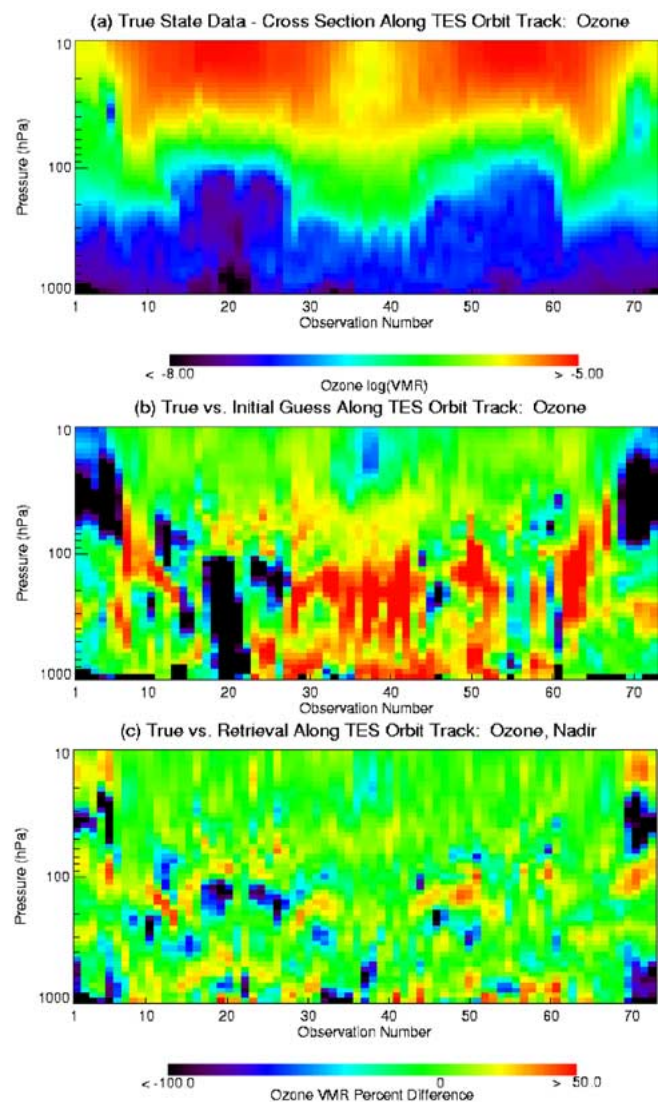 (a) True State Data - Cross Section Along TES Orbit Track: Ozone
10
100
1000
Pressure (hPa)
1 10 20 30 40 50 60 70
Observation Number
< -8.00 > -5.00
Ozone log(VMR)
(b) True vs. Initial Guess Along TES Orbit Track: Ozone
10
100
1000
Pressure (hPa)
1 10 20 30 40 50 60 70
Observation Number
(c) True vs. Retrieval Along TES Orbit Track: Ozone, Nadir
10
100
1000
Pressure (hPa)
1 10 20 30 40 50 60 70
Observation Number
< -100.0 0 > 50.0
Ozone VMR Percent Difference